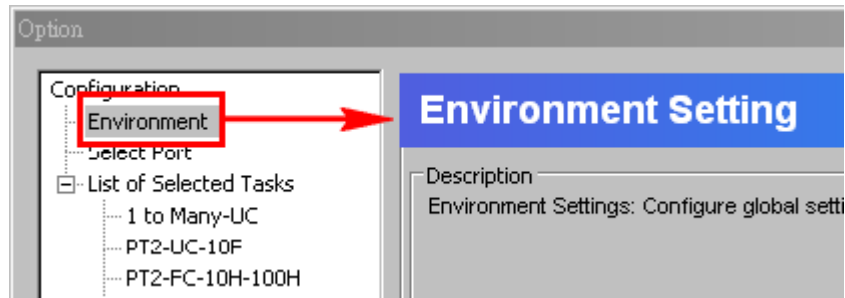 Option
Configuration
Environment
Select Port
List of Selected Tasks
1 to Many-UC
PT2-UC-10F
PT2-FC-10H-100H
Environment Setting
Description
Environment Settings: Configure global setti